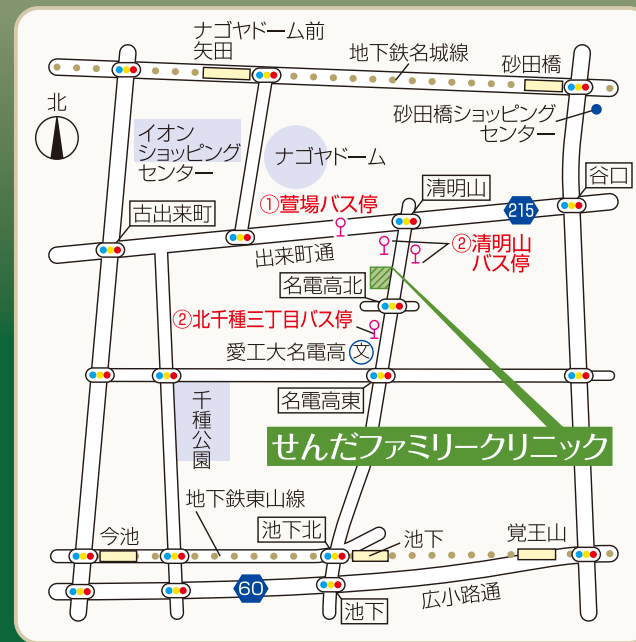 ナゴヤドーム前
矢田
地下鉄名城線
砂田橋
北
砂田橋ショッピング
センター
イオン
ショッピング
センター
ナゴヤドーム
谷口
清明山
①萱場バス停
古出来町
215
出来町通
②清明山
バス停
名電高北
②北千種三丁目バス停
愛工大名電高
文
名電高東
千種公園
せんだファミリークリニック
地下鉄東山線
池下北
今池
池下
覚王山
60
池下
広小路通